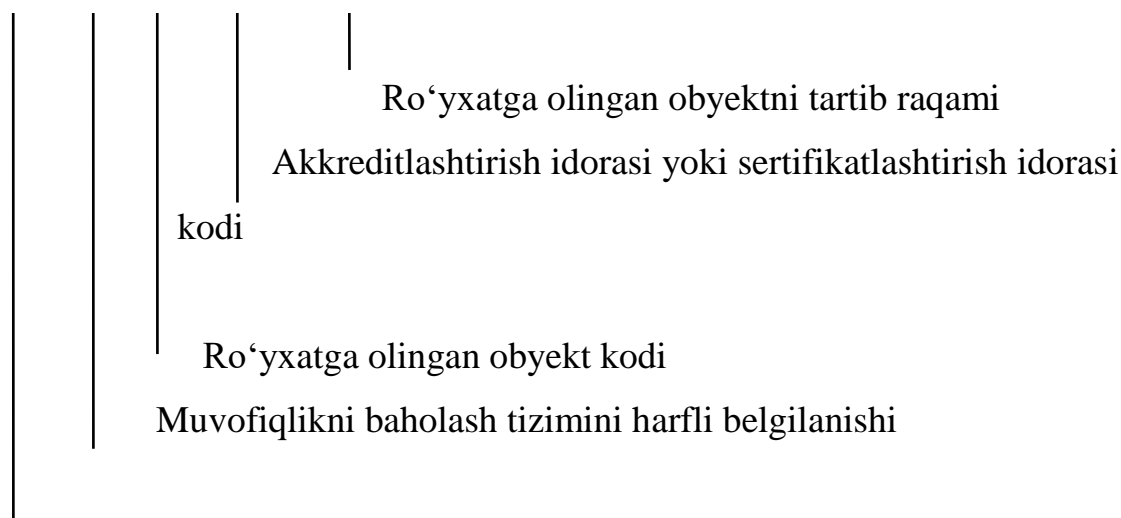 Ro‘yxatga olingan obyektni tartib raqami
Akkreditlashtirish idorasi yoki sertifikatlashtirish idorasi
kodi
Ro‘yxatga olingan obyekt kodi
Muvofiqlikni baholash tizimini harfli belgilanishi